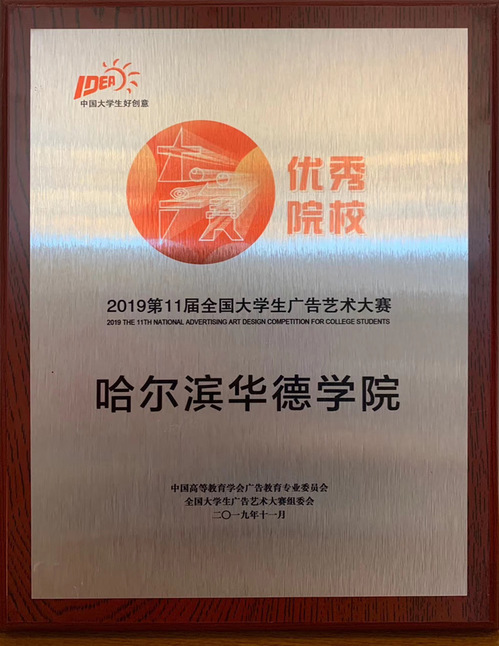 IDEA
中国大学生好创意
优秀
院校
2019第11届全国大学生广告艺术大赛
2019 THE 11TH NATIONAL ADVERTISING ART DESIGN COMPETITION FOR COLLEGE STUDENTS
哈尔滨华德学院
中国高等教育学会广告教育专业委员会
全国大学生广告艺术大赛组委会
二〇一九年十一月